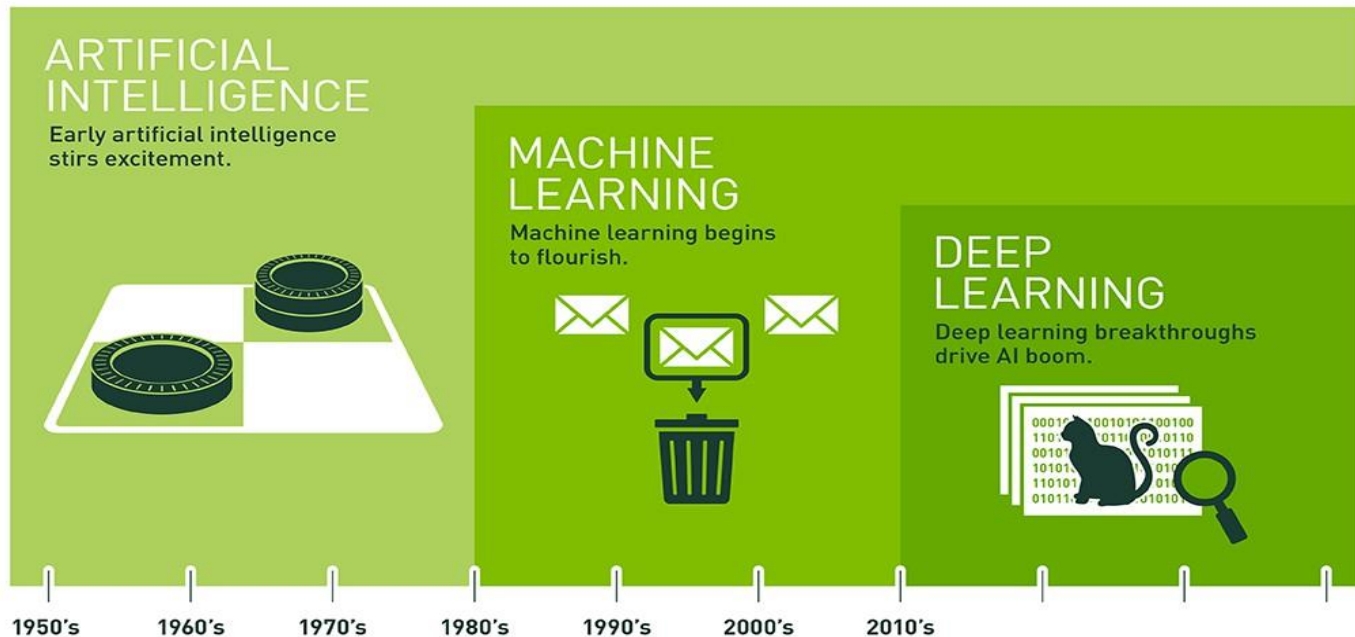 ARTIFICIAL
INTELLIGENCE
Early artificial intelligence
stirs excitement.
MACHINE
LEARNING
Machine learning begins
to flourish.
DEEP
LEARNING
Deep learning breakthroughs
drive AI boom.
1950's 1960's 1970's 1980's 1990's 2000's 2010's